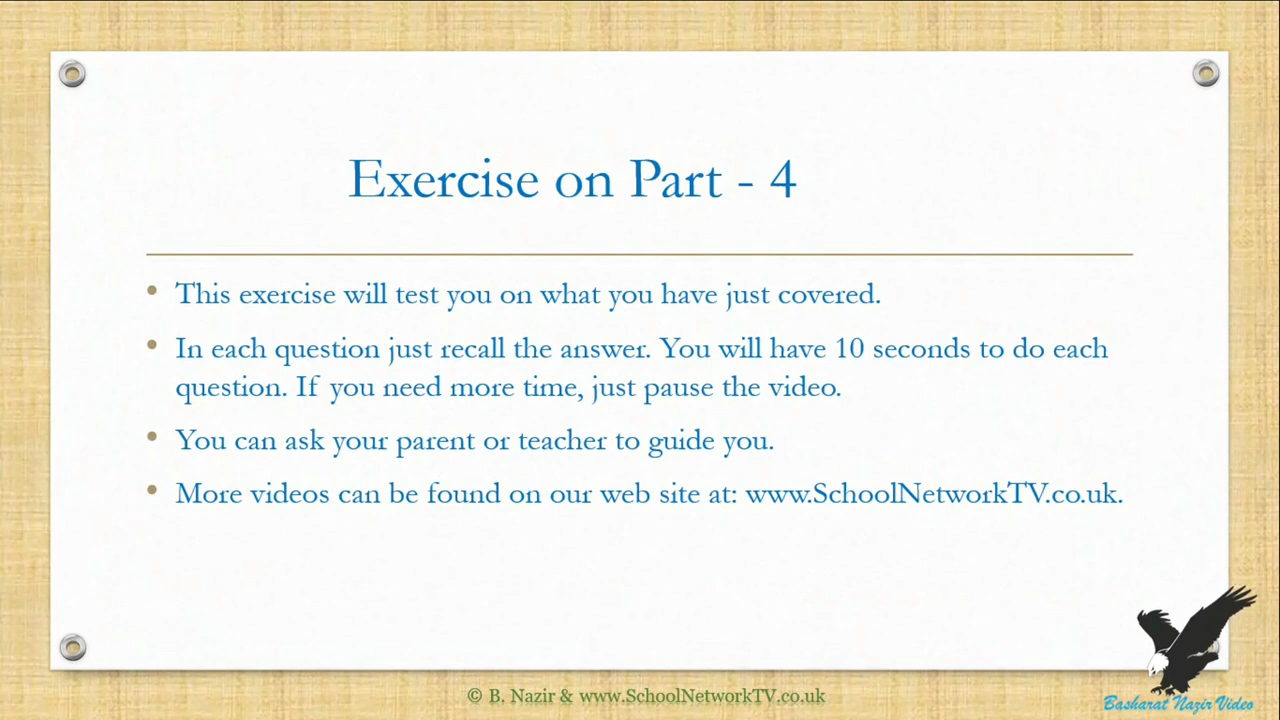 Exercise on Part - 4
• This exercise will test you on what you have just covered.
• In each question just recall the answer. You will have 10 seconds to do each
question. If you need more time, just pause the video.
• You can ask your parent or teacher to guide you.
• More videos can be found on our web site at: www.SchoolNetworkTV.co.uk.
© B. Nazir & www.SchoolNetworkTV.co.uk
Basharat Nazir Video